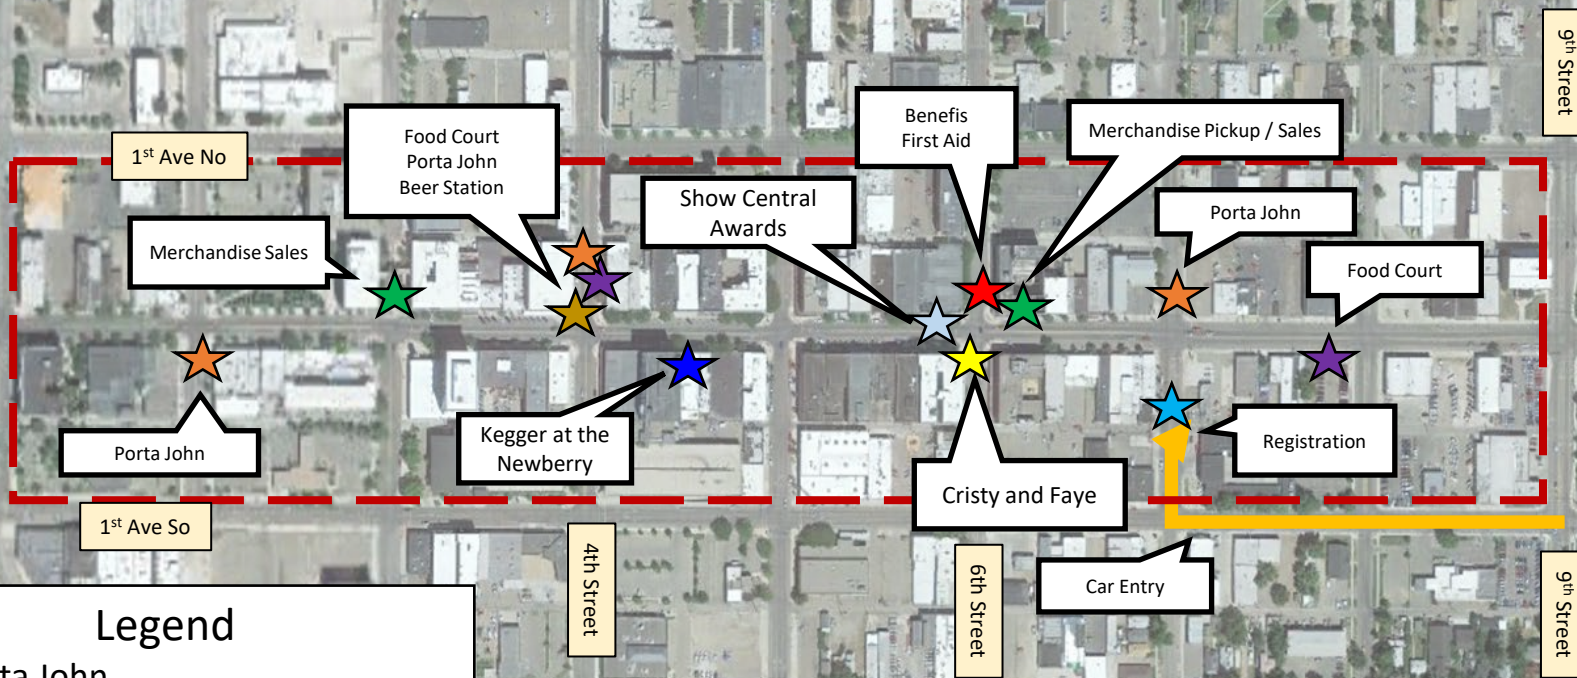 9th Street
1st Ave No
Food Court
Porta John
Beer Station
Benefis
First Aid
Merchandise Pickup / Sales
Show Central
Awards
Porta John
Merchandise Sales
Food Court
Porta John
Kegger at the
Newberry
Registration
Cristy and Faye
1st Ave So
4th Street
6th Street
Car Entry
9th Street
Legend
ta John